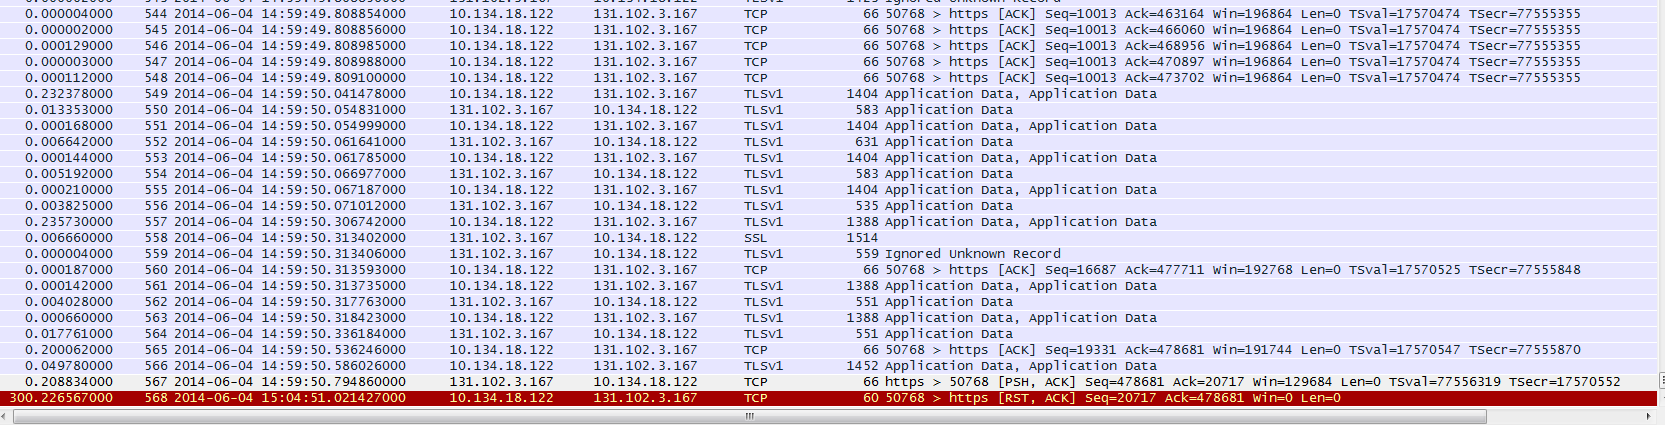 0.000004000 544 2014-06-04 14:59:49.808854000 10.134.18.122 131.102.3.167 TCP 66 50768 > https [ACK] Seq=10013 Ack=463164 Win=196864 Len=0 TSval=17570474 TSecr=77555355
0.000002000 545 2014-06-04 14:59:49.808856000 10.134.18.122 131.102.3.167 TCP 66 50768 > https [ACK] Seq=10013 Ack=466060 Win=196864 Len=0 TSval=17570474 TSecr=77555355
0.000129000 546 2014-06-04 14:59:49.808985000 10.134.18.122 131.102.3.167 TCP 66 50768 > https [ACK] Seq=10013 Ack=468956 Win=196864 Len=0 TSval=17570474 TSecr=77555355
0.000003000 547 2014-06-04 14:59:49.808988000 10.134.18.122 131.102.3.167 TCP 66 50768 > https [ACK] Seq=10013 Ack=470897 Win=196864 Len=0 TSval=17570474 TSecr=77555355
0.000112000 548 2014-06-04 14:59:49.809100000 10.134.18.122 131.102.3.167 TCP 66 50768 > https [ACK] Seq=10013 Ack=473702 Win=196864 Len=0 TSval=17570474 TSecr=77555355
0.232378000 549 2014-06-04 14:59:50.041478000 10.134.18.122 131.102.3.167 TLSv1 1404 Application Data, Application Data
0.013353000 550 2014-06-04 14:59:50.054831000 131.102.3.167 10.134.18.122 TLSv1 583 Application Data
0.000168000 551 2014-06-04 14:59:50.054999000 10.134.18.122 131.102.3.167 TLSv1 1404 Application Data, Application Data
0.006642000 552 2014-06-04 14:59:50.061641000 131.102.3.167 10.134.18.122 TLSv1 631 Application Data
0.000144000 553 2014-06-04 14:59:50.061785000 10.134.18.122 131.102.3.167 TLSv1 1404 Application Data, Application Data
0.005192000 554 2014-06-04 14:59:50.066977000 131.102.3.167 10.134.18.122 TLSv1 583 Application Data
0.000210000 555 2014-06-04 14:59:50.067187000 10.134.18.122 131.102.3.167 TLSv1 1404 Application Data, Application Data
0.003825000 556 2014-06-04 14:59:50.071012000 131.102.3.167 10.134.18.122 TLSv1 535 Application Data
0.235730000 557 2014-06-04 14:59:50.306742000 10.134.18.122 131.102.3.167 TLSv1 1388 Application Data, Application Data
0.006660000 558 2014-06-04 14:59:50.313402000 131.102.3.167 10.134.18.122 SSL 1514
0.000004000 559 2014-06-04 14:59:50.313406000 131.102.3.167 10.134.18.122 TLSv1 559 Ignored Unknown Record
0.000187000 560 2014-06-04 14:59:50.313593000 10.134.18.122 131.102.3.167 TCP 66 50768 > https [ACK] Seq=16687 Ack=477711 Win=192768 Len=0 TSval=17570525 TSecr=77555848
0.000142000 561 2014-06-04 14:59:50.313735000 10.134.18.122 131.102.3.167 TLSv1 1388 Application Data, Application Data
0.004028000 562 2014-06-04 14:59:50.317763000 131.102.3.167 10.134.18.122 TLSv1 551 Application Data
0.000660000 563 2014-06-04 14:59:50.318423000 10.134.18.122 131.102.3.167 TLSv1 1388 Application Data, Application Data
0.017761000 564 2014-06-04 14:59:50.336184000 131.102.3.167 10.134.18.122 TLSv1 551 Application Data
0.200062000 565 2014-06-04 14:59:50.536246000 10.134.18.122 131.102.3.167 TCP 66 50768 > https [ACK] Seq=19331 Ack=478681 Win=191744 Len=0 TSval=17570547 TSecr=77555870
0.049780000 566 2014-06-04 14:59:50.586026000 10.134.18.122 131.102.3.167 TLSv1 1452 Application Data, Application Data
0.208834000 567 2014-06-04 14:59:50.794860000 131.102.3.167 10.134.18.122 TCP 66 https > 50768 [PSH, ACK] Seq=478681 Ack=20717 Win=129684 Len=0 TSval=77556319 TSecr=17570552
300.226567000 568 2014-06-04 15:04:51.021427000 10.134.18.122 131.102.3.167 TCP 60 50768 > https [RST, ACK] Seq=20717 Ack=478681 Win=0 Len=0